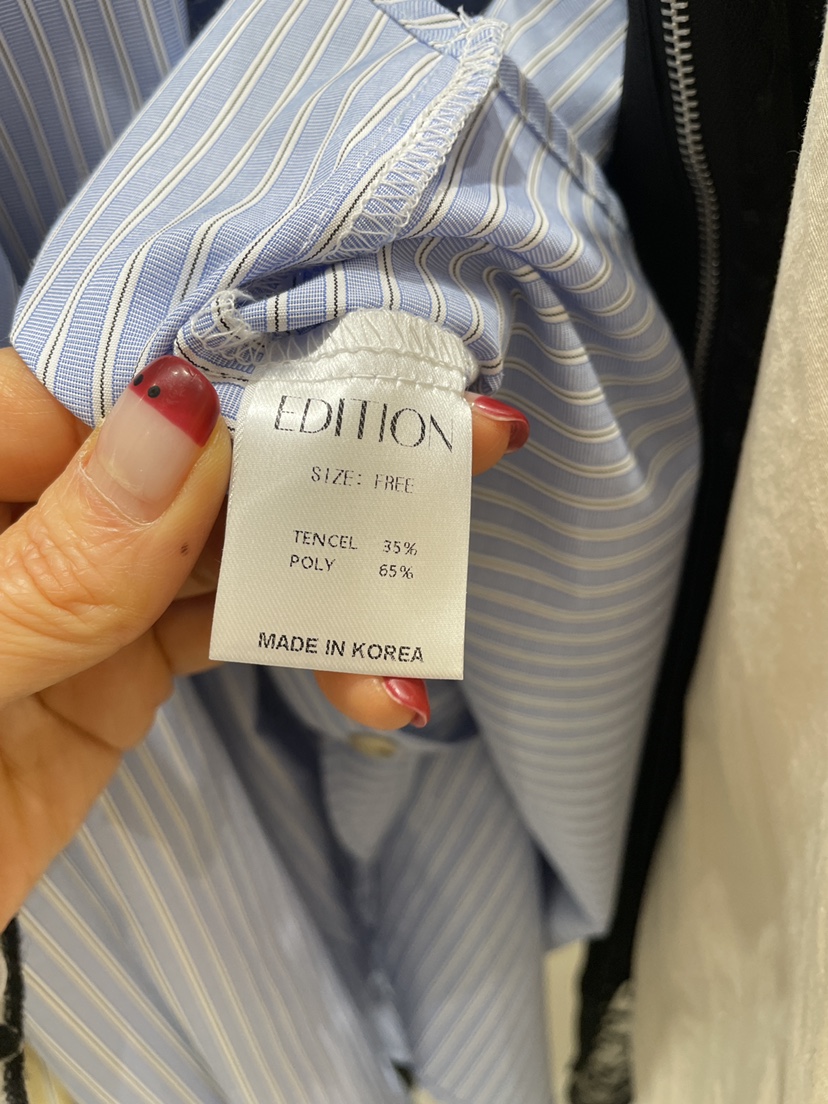 EDITION
SIZE: FREE
TENCEL 35%
POLY 65%
MADE IN KOREA